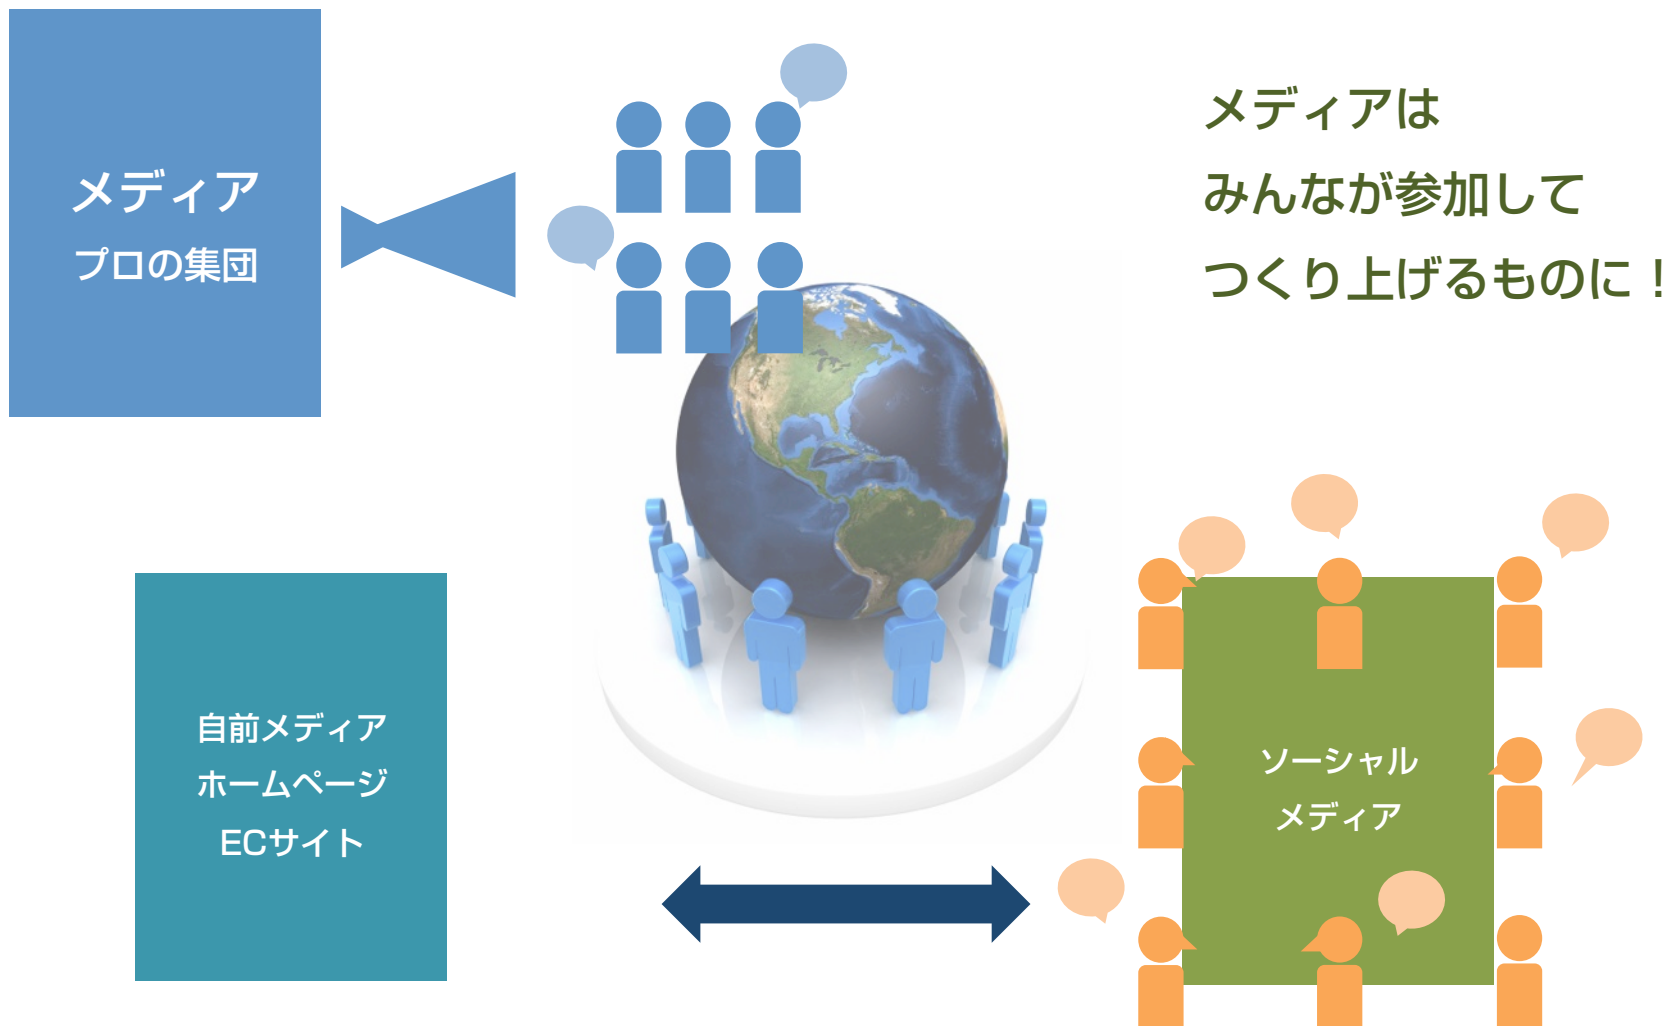 メディア
プロの集団
メディアは
みんなが参加して
つくり上げるものに！
自前メディア
ホームページ
ECサイト
ソーシャル
メディア